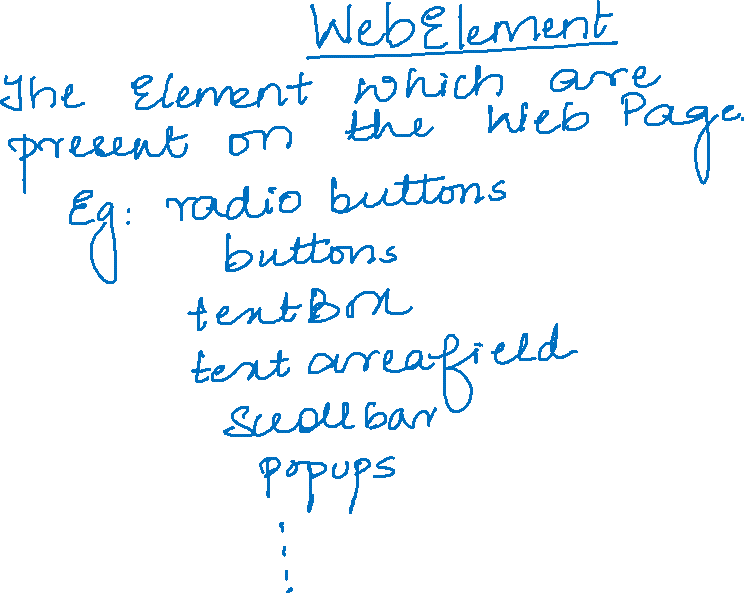 WebElement
The Element which are
present on the Web Page.
Eg: radio buttons
buttons
textBox
text areafield
Scrollbar
popups